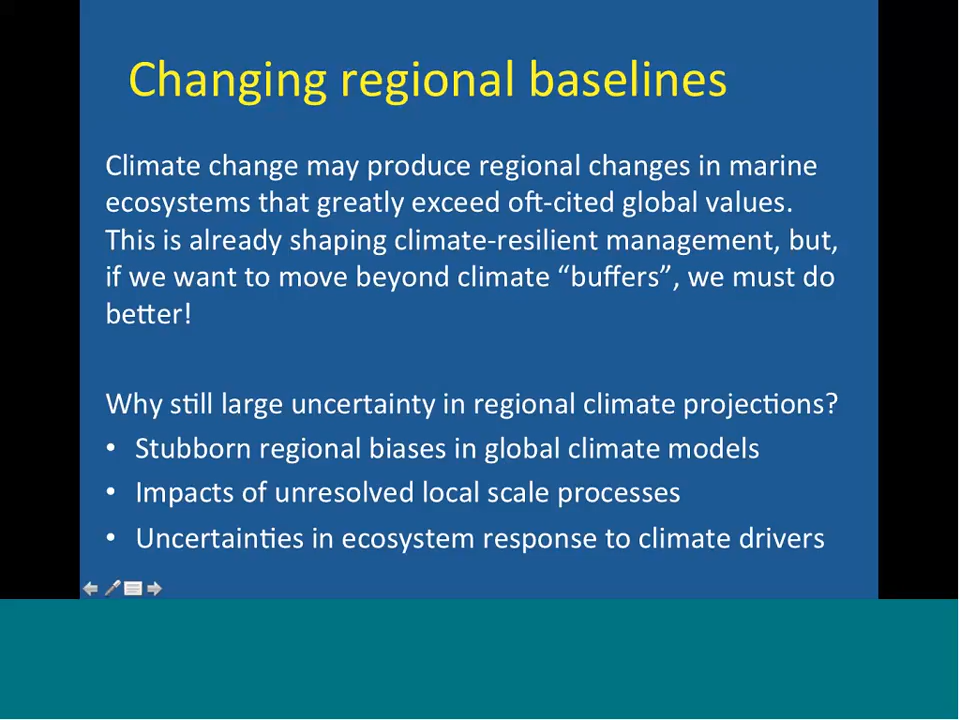 Changing regional baselines
Climate change may produce regional changes in marine
ecosystems that greatly exceed oft-cited global values.
This is already shaping climate-resilient management, but,
if we want to move beyond climate “buffers”, we must do
better!
Why still large uncertainty in regional climate projections?
• Stubborn regional biases in global climate models
• Impacts of unresolved local scale processes
• Uncertainties in ecosystem response to climate drivers